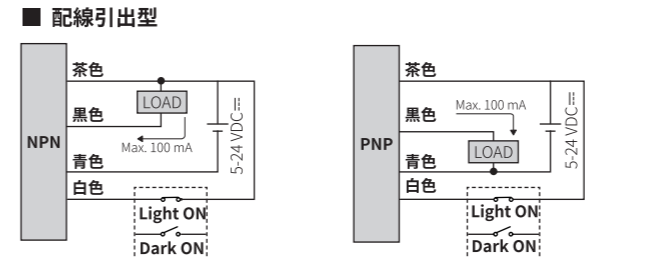 ■ 配線引出型
茶色
黒色
LOAD
Max. 100 mA
NPN
5-24 VDC⎓
青色
白色
Light ON
Dark ON
茶色
黒色
Max. 100 mA
LOAD
PNP
5-24 VDC⎓
青色
白色
Light ON
Dark ON